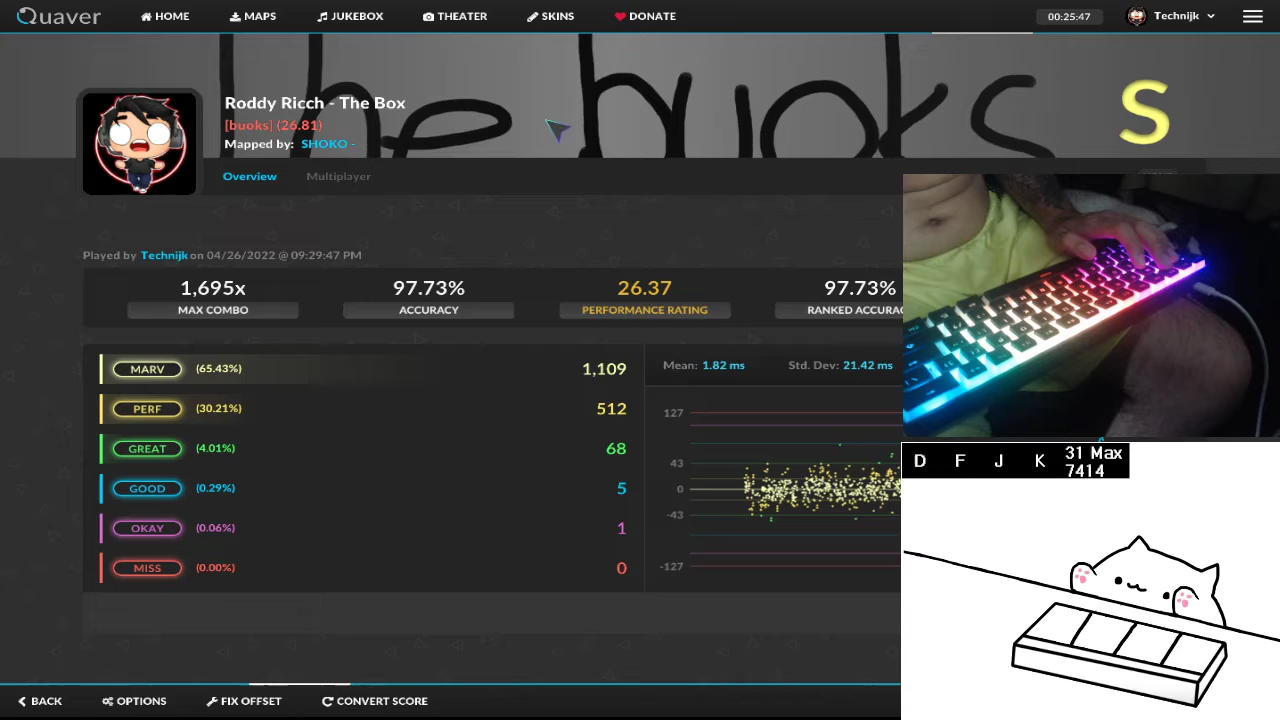 Quaver HOME MAPS JUKEBOX THEATER SKINS DONATE 00:25:47 Technijk
the buoks
S
Roddy Ricch - The Box
[buoks] (26.81)
Mapped by: SHOKO -
Overview Multiplayer
Played by Technijk on 04/26/2022 @ 09:29:47 PM
1,695x 97.73% 26.37 97.73%
MAX COMBO ACCURACY PERFORMANCE RATING RANKED ACCURAC
MARV (65.43%) 1,109
PERF (30.21%) 512
GREAT (4.01%) 68
GOOD (0.29%) 5
OKAY (0.06%) 1
MISS (0.00%) 0
Mean: 1.82 ms Std. Dev: 21.42 ms
127
43
0
-43
-127
D F J K 31 Max
7414
BACK OPTIONS FIX OFFSET CONVERT SCORE